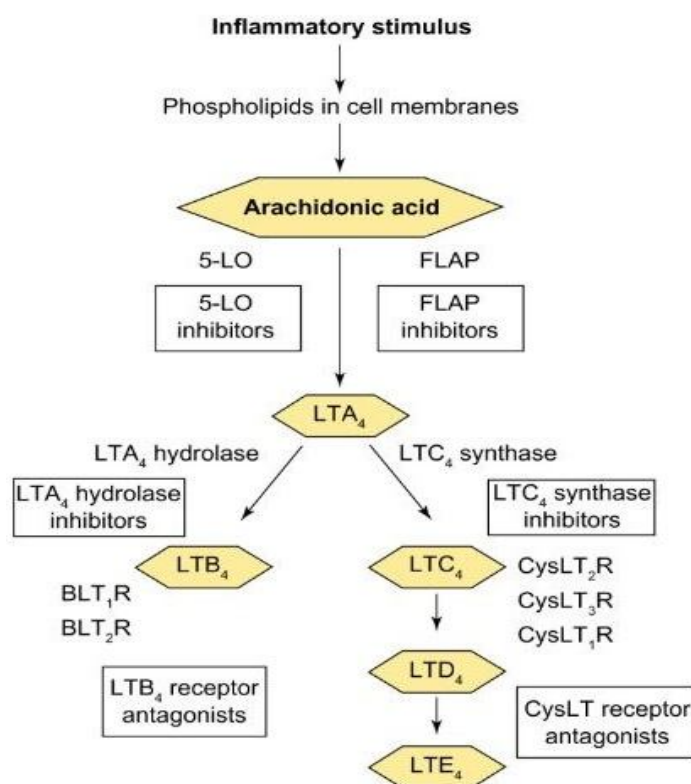 Inflammatory stimulus
Phospholipids in cell membranes
Arachidonic acid
5-LO
FLAP
5-LO
inhibitors
FLAP
inhibitors
LTA₄
LTA₄ hydrolase
LTC₄ synthase
LTA₄ hydrolase
inhibitors
LTC₄ synthase
inhibitors
LTB₄
LTC₄
BLT₁R
BLT₂R
CysLT₂R
CysLT₃R
CysLT₁R
LTD₄
LTB₄ receptor
antagonists
CysLT receptor
antagonists
LTE₄